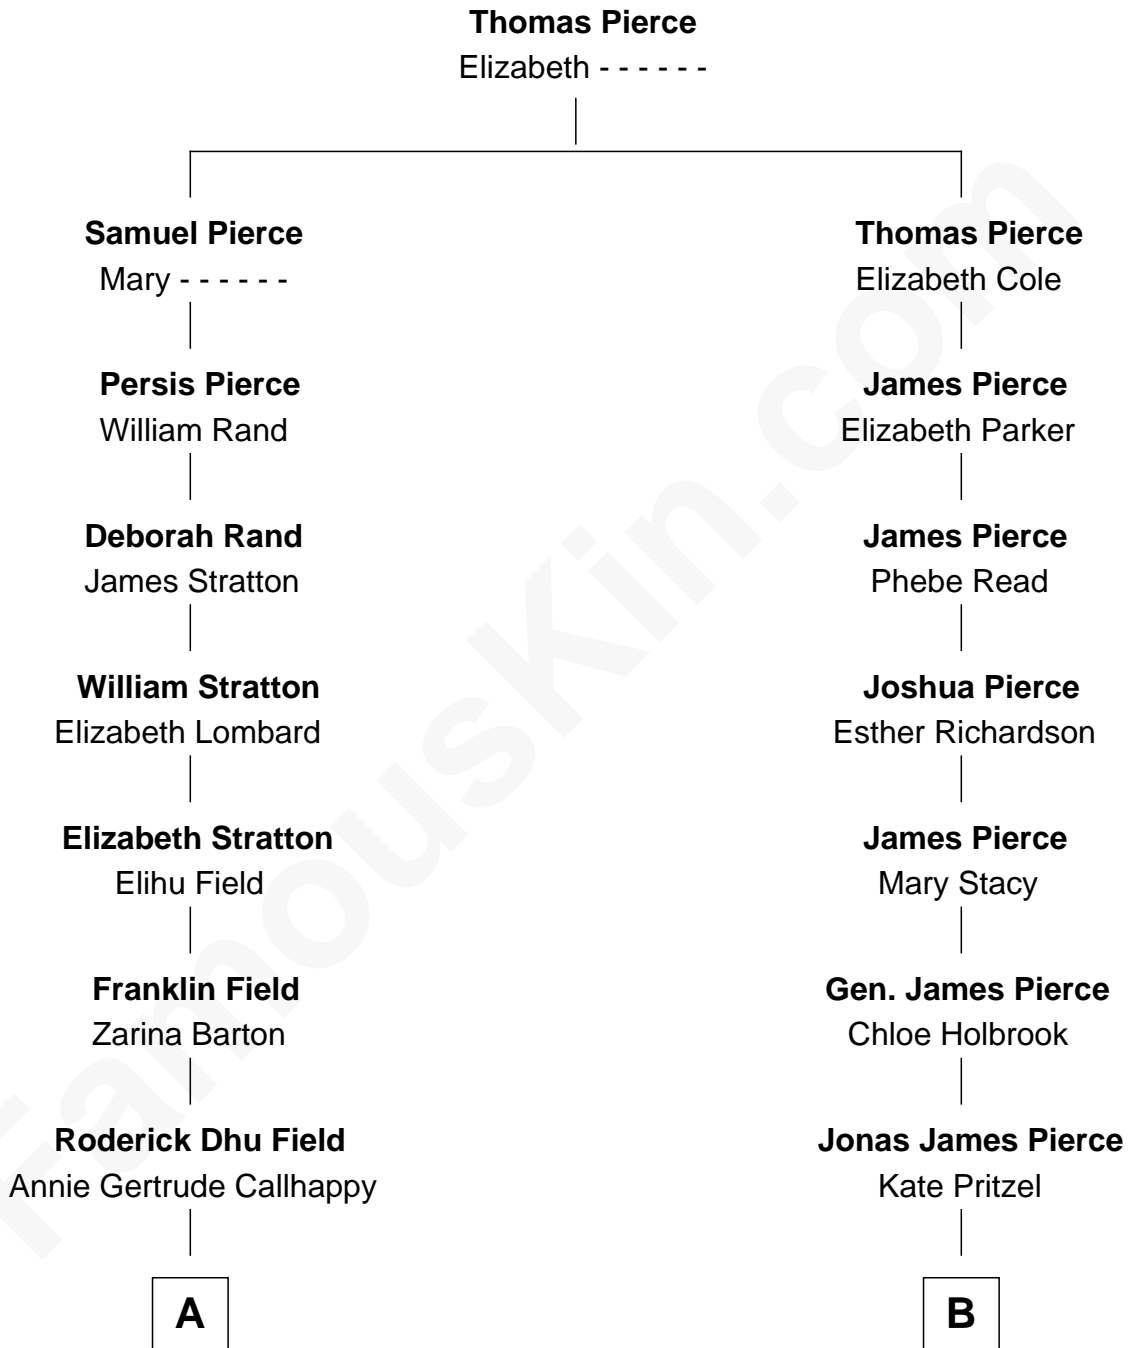 Thomas Pierce
Elizabeth - - - - - -
Samuel Pierce
Mary - - - - - -
Persis Pierce
William Rand
Deborah Rand
James Stratton
William Stratton
Elizabeth Lombard
Elizabeth Stratton
Elihu Field
Franklin Field
Zarina Barton
Roderick Dhu Field
Annie Gertrude Callhappy
A
Thomas Pierce
Elizabeth Cole
James Pierce
Elizabeth Parker
James Pierce
Phebe Read
Joshua Pierce
Esther Richardson
James Pierce
Mary Stacy
Gen. James Pierce
Chloe Holbrook
Jonas James Pierce
Kate Pritzel
B
FamousKin.com